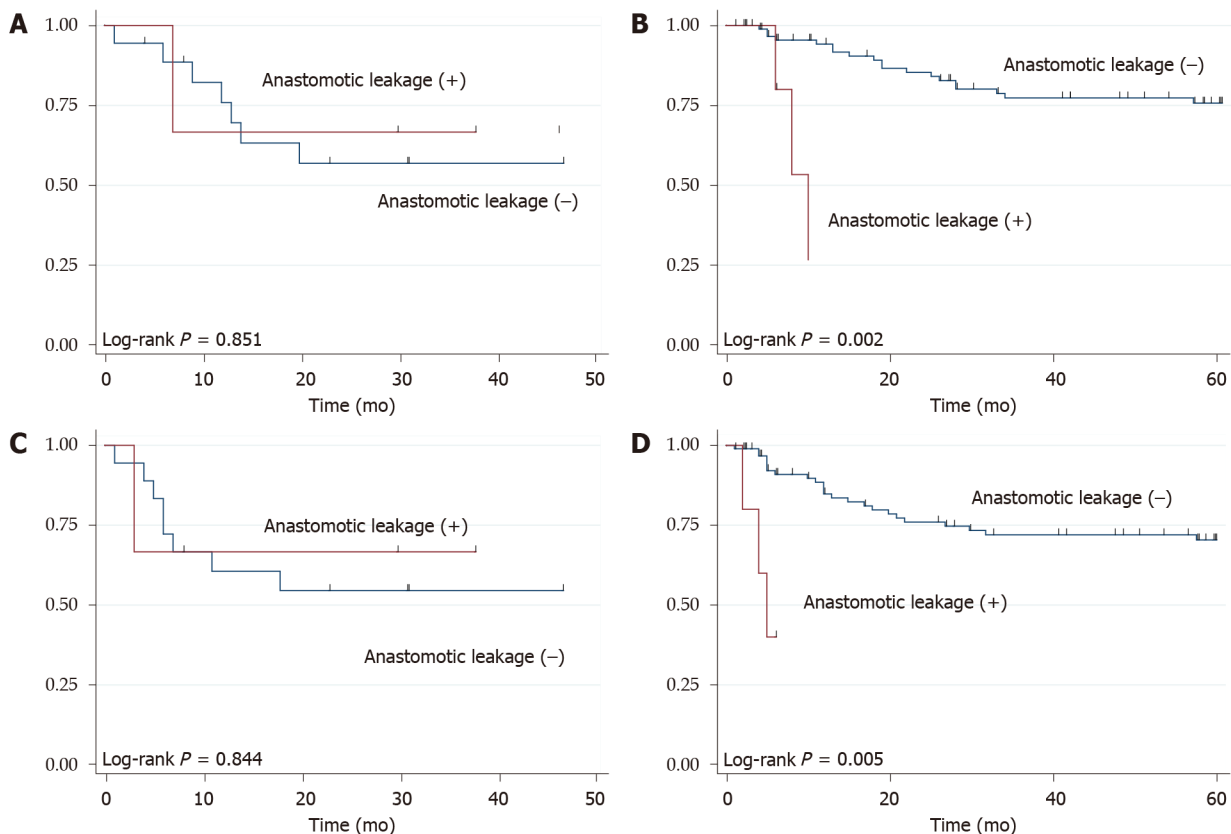 A
1.00
0.75
0.50
0.25
0.00
Anastomotic leakage (+)
Anastomotic leakage (−)
Log-rank P = 0.851
0 10 20 30 40 50
Time (mo)
B
1.00
0.75
0.50
0.25
0.00
Anastomotic leakage (−)
Anastomotic leakage (+)
Log-rank P = 0.002
0 20 40 60
Time (mo)
C
1.00
0.75
0.50
0.25
0.00
Anastomotic leakage (+)
Anastomotic leakage (−)
Log-rank P = 0.844
0 10 20 30 40 50
Time (mo)
D
1.00
0.75
0.50
0.25
0.00
Anastomotic leakage (−)
Anastomotic leakage (+)
Log-rank P = 0.005
0 20 40 60
Time (mo)